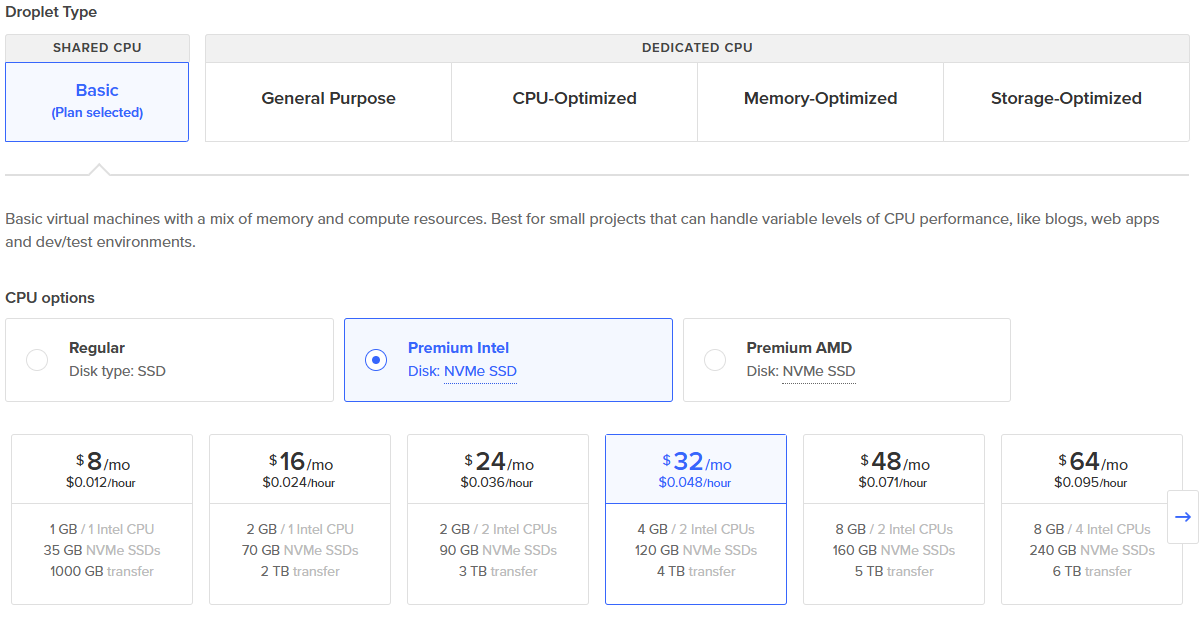 Droplet Type
SHARED CPU
DEDICATED CPU
Basic
(Plan selected)
General Purpose
CPU-Optimized
Memory-Optimized
Storage-Optimized
Basic virtual machines with a mix of memory and compute resources. Best for small projects that can handle variable levels of CPU performance, like blogs, web apps
and dev/test environments.
CPU options
Regular
Disk type: SSD
Premium Intel
Disk: NVMe SSD
Premium AMD
Disk: NVMe SSD
$8/mo
$0.012/hour
1 GB / 1 Intel CPU
35 GB NVMe SSDs
1000 GB transfer
$16/mo
$0.024/hour
2 GB / 1 Intel CPU
70 GB NVMe SSDs
2 TB transfer
$24/mo
$0.036/hour
2 GB / 2 Intel CPUs
90 GB NVMe SSDs
3 TB transfer
$32/mo
$0.048/hour
4 GB / 2 Intel CPUs
120 GB NVMe SSDs
4 TB transfer
$48/mo
$0.071/hour
8 GB / 2 Intel CPUs
160 GB NVMe SSDs
5 TB transfer
$64/mo
$0.095/hour
8 GB / 4 Intel CPUs
240 GB NVMe SSDs
6 TB transfer